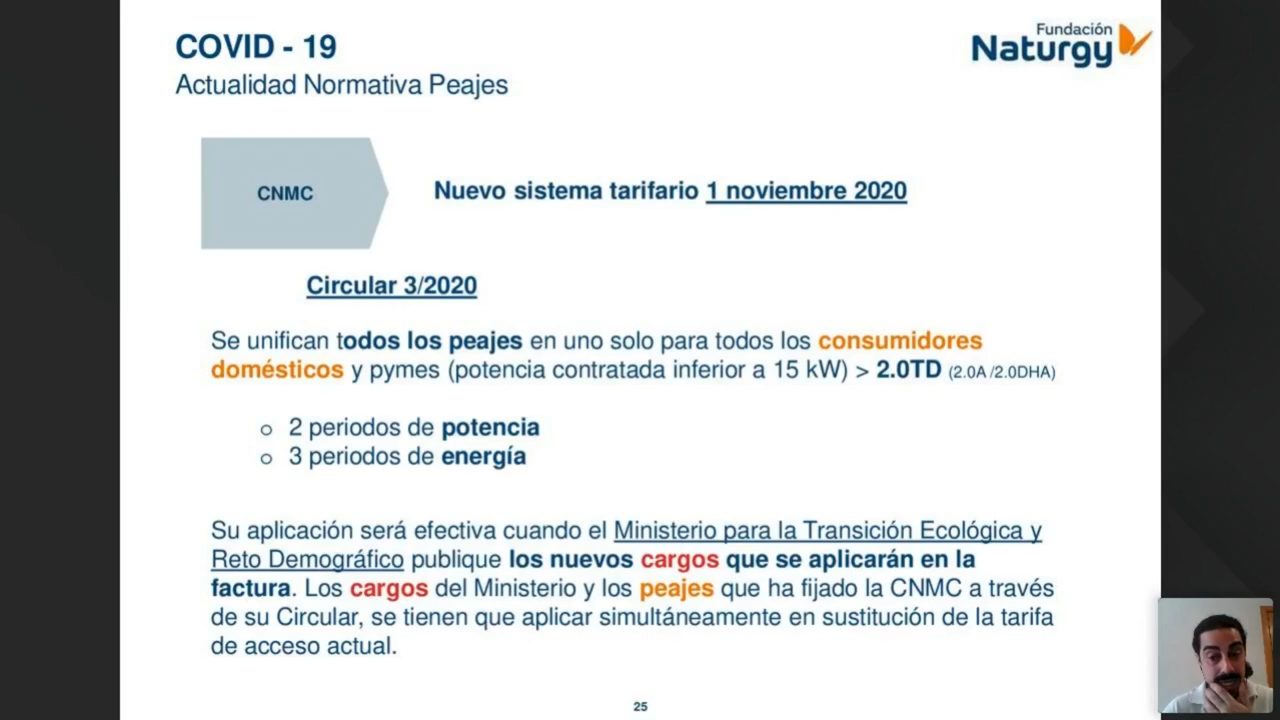 COVID - 19
Actualidad Normativa Peajes
Fundación
Naturgy
CNMC
Nuevo sistema tarifario 1 noviembre 2020
Circular 3/2020
Se unifican todos los peajes en uno solo para todos los consumidores
domésticos y pymes (potencia contratada inferior a 15 kW) > 2.0TD (2.0A /2.0DHA)
o 2 periodos de potencia
o 3 periodos de energía
Su aplicación será efectiva cuando el Ministerio para la Transición Ecológica y
Reto Demográfico publique los nuevos cargos que se aplicarán en la
factura. Los cargos del Ministerio y los peajes que ha fijado la CNMC a través
de su Circular, se tienen que aplicar simultáneamente en sustitución de la tarifa
de acceso actual.
25